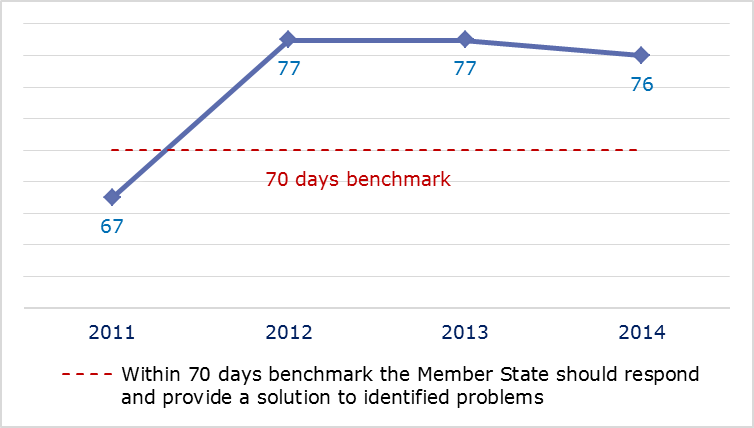 77
77
76
70 days benchmark
67
2011
2012
2013
2014
Within 70 days benchmark the Member State should respond
and provide a solution to identified problems